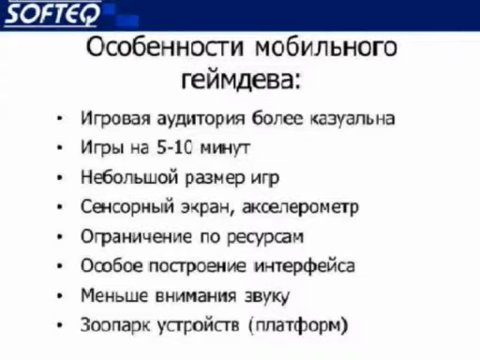 SOFTEQ
Особенности мобильного
геймдева:
• Игровая аудитория более казуальна
• Игры на 5-10 минут
• Небольшой размер игр
• Сенсорный экран, акселерометр
• Ограничение по ресурсам
• Особое построение интерфейса
• Меньше внимания звуку
• Зоопарк устройств (платформ)